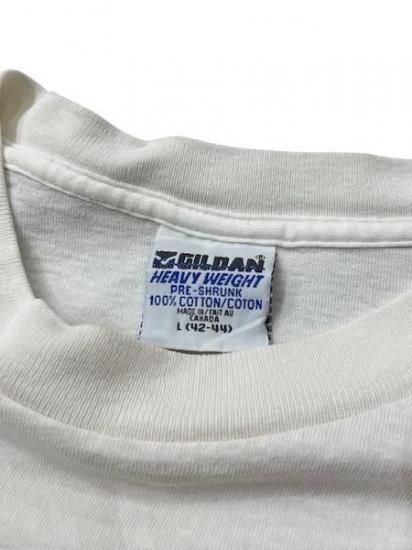 GILDAN®
HEAVY WEIGHT
PRE-SHRUNK
100% COTTON/COTON
MADE IN/FAIT AU
CANADA
L (42-44)